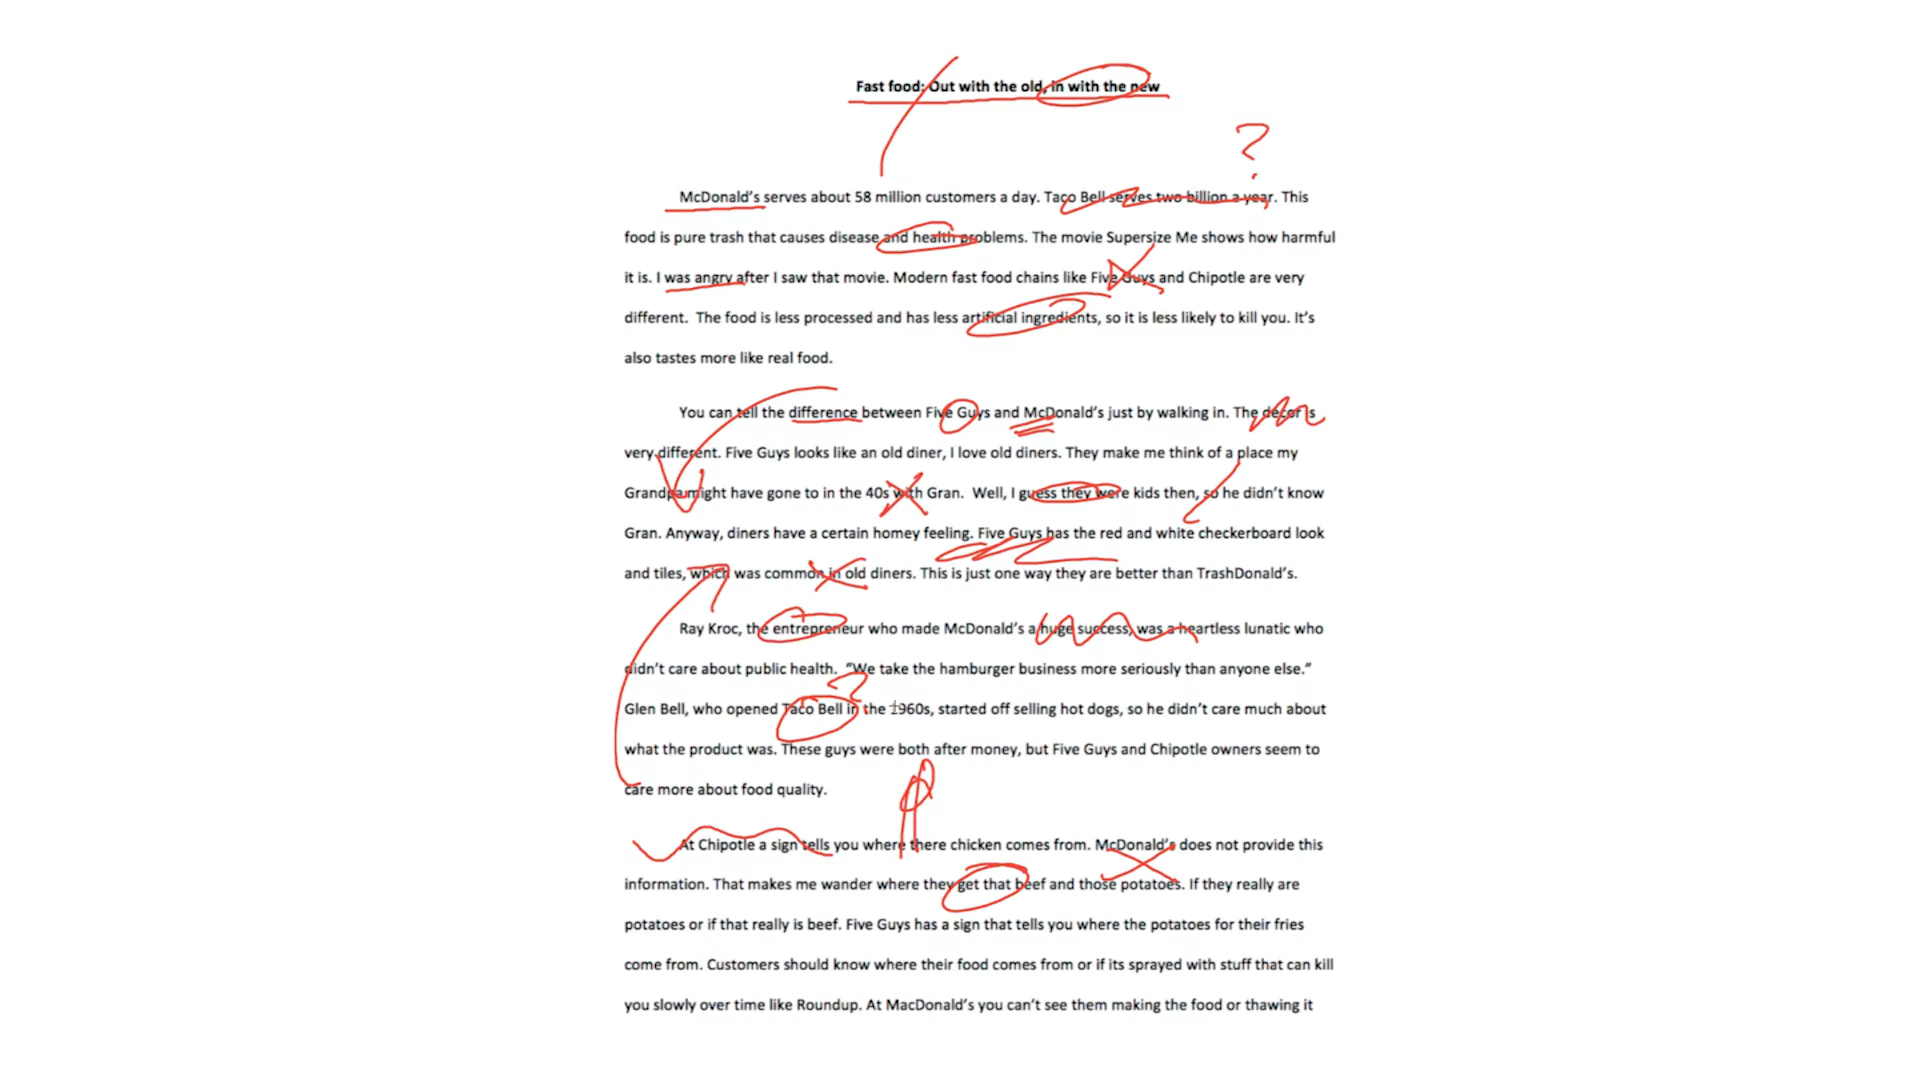 Fast food: Out with the old, in with the new
?
McDonald's serves about 58 million customers a day. Taco Bell serves two billion a year. This
food is pure trash that causes disease and health problems. The movie Supersize Me shows how harmful
it is. I was angry after I saw that movie. Modern fast food chains like Five Guys and Chipotle are very
different.  The food is less processed and has less artificial ingredients, so it is less likely to kill you. It's
also tastes more like real food.
You can tell the difference between Five Guys and McDonald's just by walking in. The décor is
very different. Five Guys looks like an old diner, I love old diners. They make me think of a place my
Grandpa might have gone to in the 40s with Gran.  Well, I guess they were kids then, so he didn't know
Gran. Anyway, diners have a certain homey feeling. Five Guys has the red and white checkerboard look
and tiles, which was common in old diners. This is just one way they are better than TrashDonald's.
Ray Kroc, the entrepreneur who made McDonald's a huge success, was a heartless lunatic who
didn't care about public health.  "We take the hamburger business more seriously than anyone else."
Glen Bell, who opened Taco Bell in the 1960s, started off selling hot dogs, so he didn't care much about
what the product was. These guys were both after money, but Five Guys and Chipotle owners seem to
care more about food quality.
At Chipotle a sign tells you where there chicken comes from. McDonald's does not provide this
information. That makes me wander where they get that beef and those potatoes. If they really are
potatoes or if that really is beef. Five Guys has a sign that tells you where the potatoes for their fries
come from. Customers should know where their food comes from or if its sprayed with stuff that can kill
you slowly over time like Roundup. At MacDonald's you can't see them making the food or thawing it